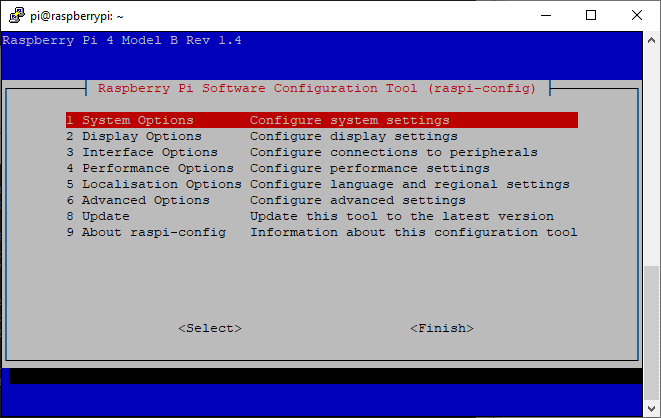 pi@raspberrypi: ~
Raspberry Pi 4 Model B Rev 1.4
Raspberry Pi Software Configuration Tool (raspi-config)
1 System Options Configure system settings
2 Display Options Configure display settings
3 Interface Options Configure connections to peripherals
4 Performance Options Configure performance settings
5 Localisation Options Configure language and regional settings
6 Advanced Options Configure advanced settings
8 Update Update this tool to the latest version
9 About raspi-config Information about this configuration tool
<Select> <Finish>